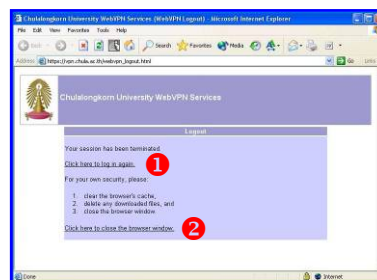 Chulalongkorn University WebVPN Services (WebVPN Logout) - Microsoft Internet Explorer
File Edit View Favorites Tools Help
Search Favorites Media
Address https://vpn.chula.ac.th/webvpn_logout.html Go Links
Chulalongkorn University WebVPN Services
Logout
Your session has been terminated.
Click here to log in again. 1
For your own security, please:
1. clear the browser's cache,
2. delete any downloaded files, and
3. close the browser window
Click here to close the browser window. 2
Done Internet